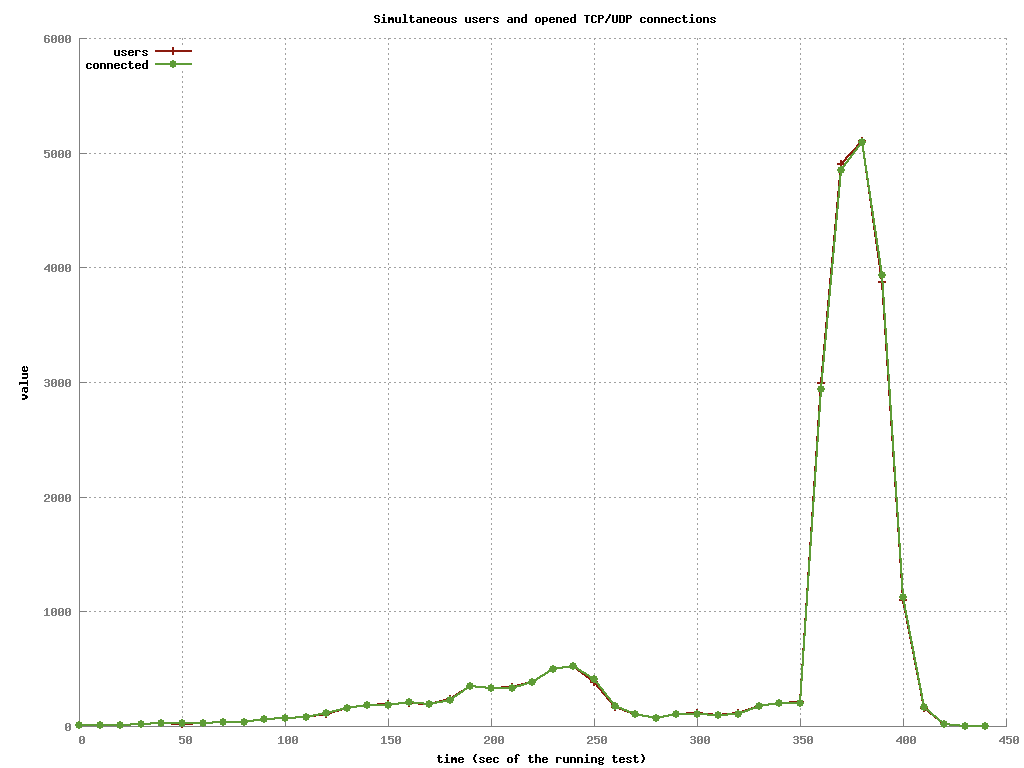 Simultaneous users and opened TCP/UDP connections
users
connected
6000
5000
4000
3000
2000
1000
0
value
0 50 100 150 200 250 300 350 400 450
time (sec of the running test)